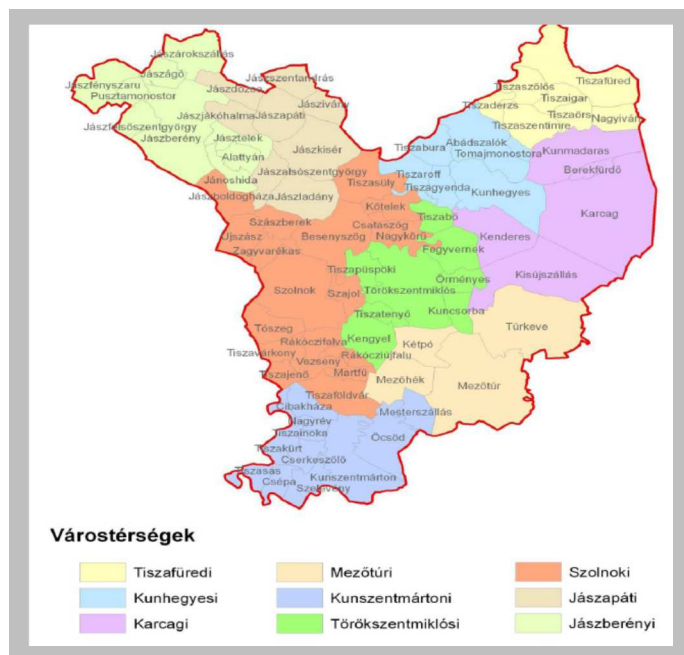 Jászárokszállás
Jászszentandrás
Jászágó
Tiszafüred
Jászfényszaru
Jászdózsa
Tiszaszőlős
Pusztamonostor
Jászivány
Tiszaigar
Tiszaderzs
Jászjákóhalma
Jászapáti
Tiszaörs
Nagyiván
Jászfelsőszentgyörgy
Tiszaszentimre
Jászberény
Jásztelek
Abádszalók
Jászkisér
Tiszabura
Tomajmonostora
Kunmadaras
Alattyán
Berekfürdő
Jászalsószentgyörgy
Tiszaroff
Jánoshida
Tiszasüly
Tiszagyenda
Kunhegyes
Jászboldogháza
Jászladány
Kőtelek
Karcag
Tiszabő
Szászberek
Csataszög
Újszász
Besenyszög
Nagykörű
Kenderes
Zagyvarékas
Fegyvernek
Tiszapüspöki
Kisújszállás
Örményes
Szolnok
Szajol
Törökszentmiklós
Tiszatenyő
Kuncsorba
Tószeg
Túrkeve
Rákóczifalva
Kengyel
Kétpó
Tiszavárkony
Rákócziújfalu
Vezseny
Tiszajenő
Martfű
Mezőhék
Mezőtúr
Tiszaföldvár
Cibakháza
Mesterszállás
Nagyrév
Tiszainoka
Öcsöd
Tiszakürt
Cserkeszőlő
Tiszasas
Csépa
Kunszentmárton
Szelevény
Várostérségek
Tiszafüredi
Mezőtúri
Szolnoki
Kunhegyesi
Kunszentmártoni
Jászapáti
Karcagi
Törökszentmiklósi
Jászberényi